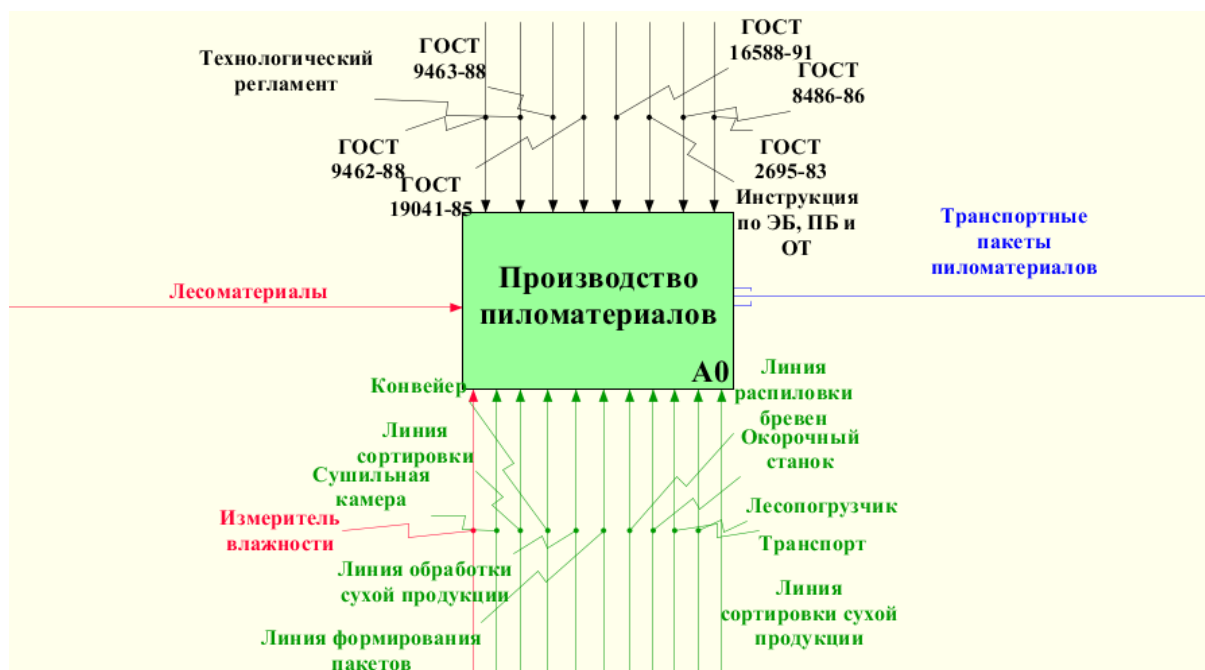 Технологический
регламент
ГОСТ
9463-88
ГОСТ
16588-91
ГОСТ
8486-86
ГОСТ
9462-88
ГОСТ
19041-85
ГОСТ
2695-83
Инструкция
по ЭБ, ПБ и
ОТ
Транспортные
пакеты
пиломатериалов
Лесоматериалы
Производство
пиломатериалов
А0
Конвейер
Линия
сортировки
Сушильная
камера
Измеритель
влажности
Линия обработки
сухой продукции
Линия формирования
пакетов
Линия
распиловки
бревен
Окорочный
станок
Лесопогрузчик
Транспорт
Линия
сортировки сухой
продукции